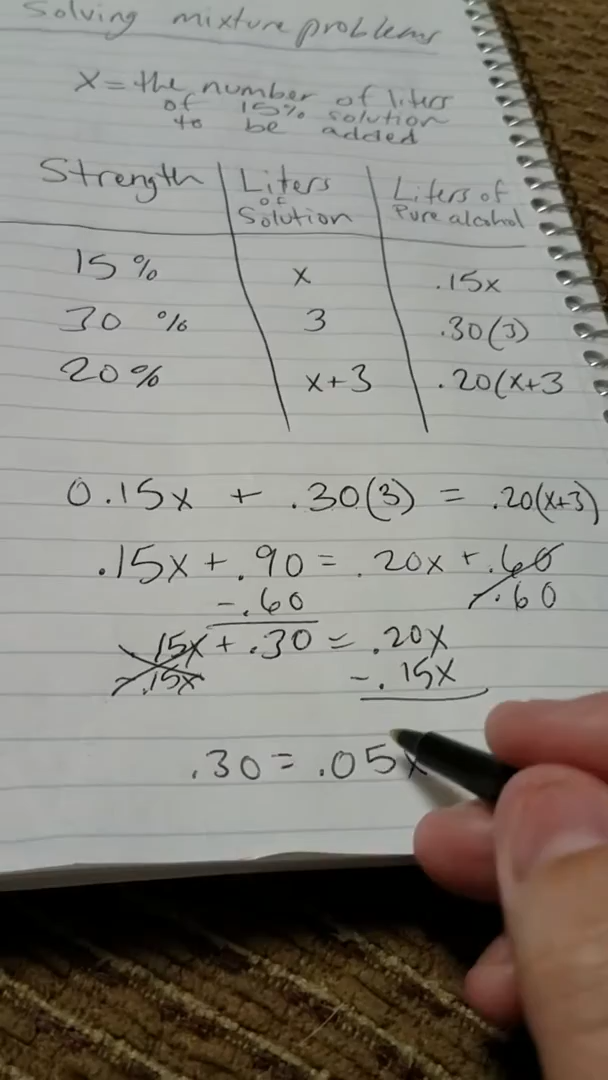 Solving mixture problems
x = the number of liters
of 15% solution
to be added
Strength Liters of Solution Liters of Pure alcohol
15 % x .15x
30 % 3 .30(3)
20% x+3 .20(x+3
0.15x + .30(3) = .20(x+3)
.15x + .90 = .20x + .60
-.60 -.60
.15x + .30 = .20x
-.15x -.15x
.30 = .05x